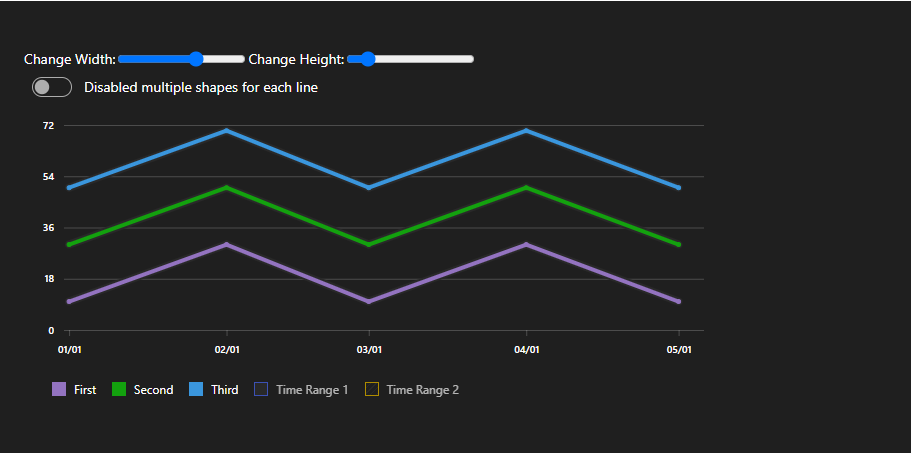 Change Width: Change Height:
Disabled multiple shapes for each line
72
54
36
18
0
01/01 02/01 03/01 04/01 05/01
First Second Third Time Range 1 Time Range 2